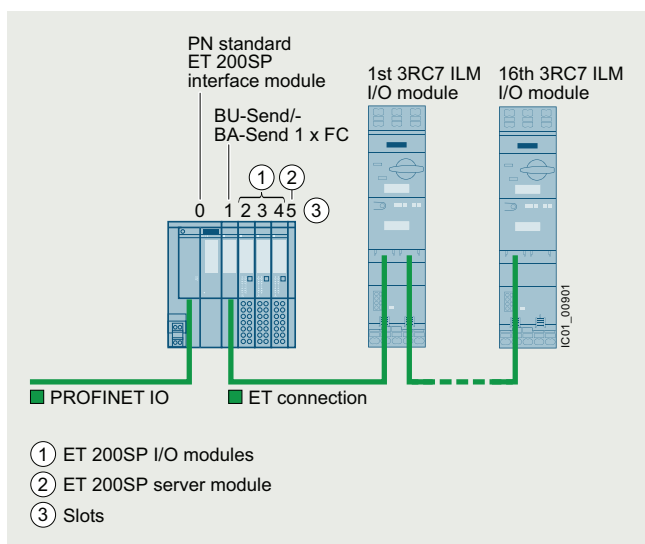 PN standard
ET 200SP
interface module
BU-Send/-
BA-Send 1 x FC
1st 3RC7 ILM
I/O module
16th 3RC7 ILM
I/O module
1 2
0 1 2 3 4 5 3
IC01_00901
PROFINET IO
ET connection
1 ET 200SP I/O modules
2 ET 200SP server module
3 Slots